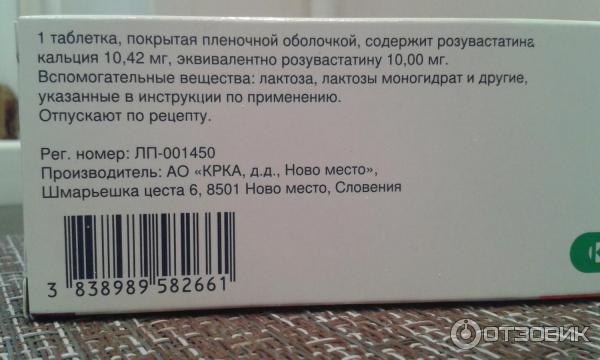 1 таблетка, покрытая пленочной оболочкой, содержит розувастатина
кальция 10,42 мг, эквивалентно розувастатину 10,00 мг.
Вспомогательные вещества: лактоза, лактозы моногидрат и другие,
указанные в инструкции по применению.
Отпускают по рецепту.
Рег. номер: ЛП-001450
Производитель: АО «КРКА, д.д., Ново место»,
Шмарьешка цеста 6, 8501 Ново место, Словения
3 838989 582661
ОТЗОВИК